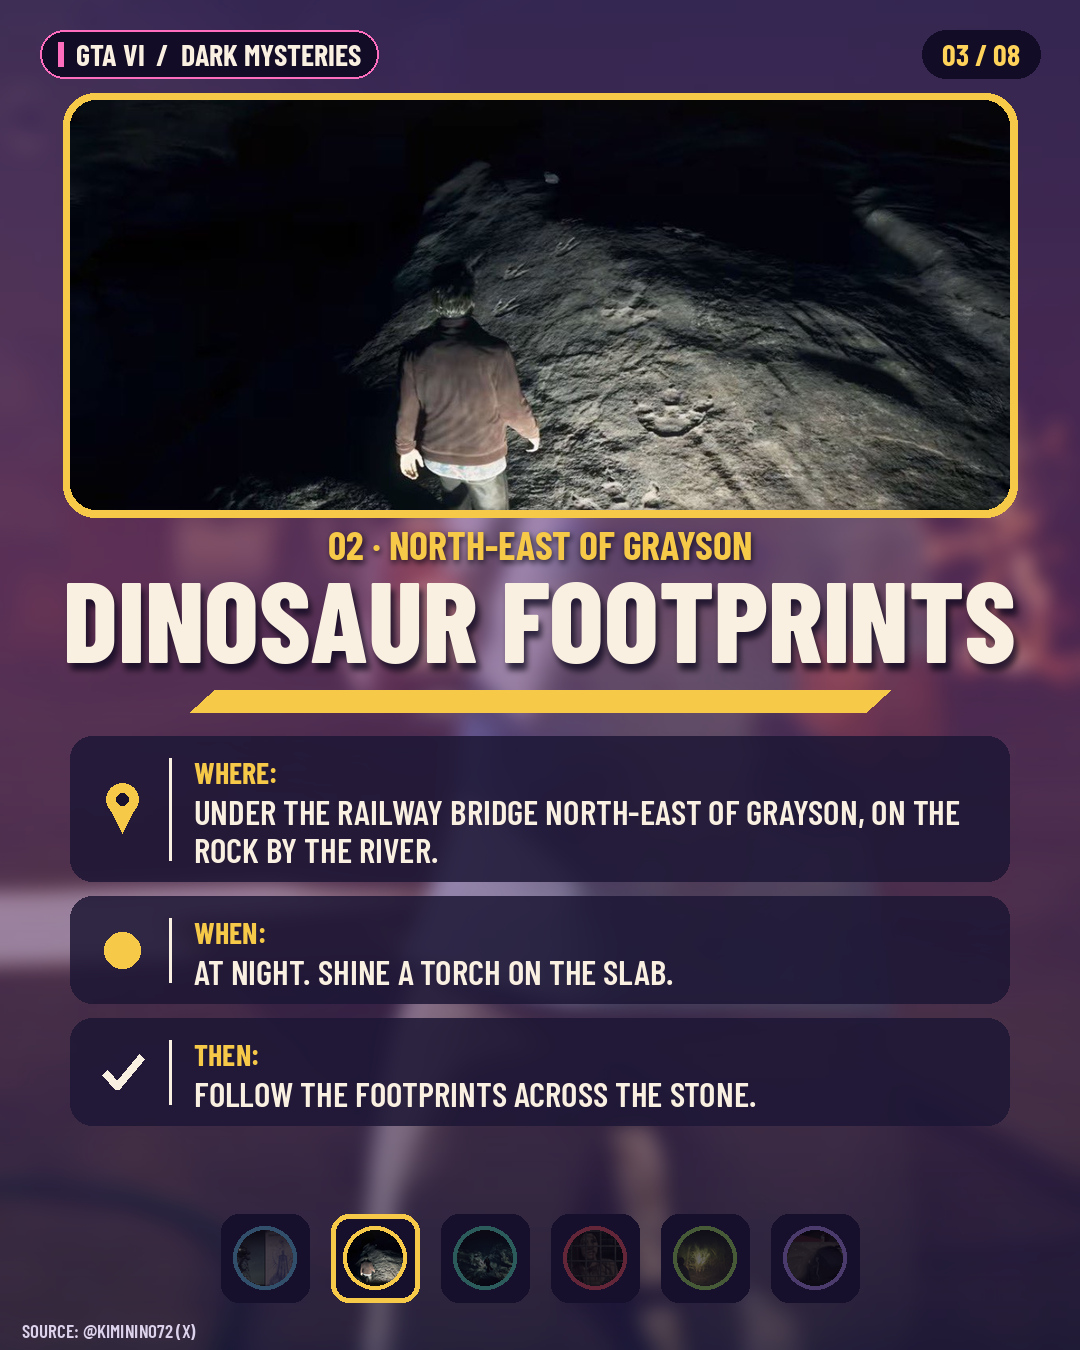 GTA VI / DARK MYSTERIES
03 / 08
02 · NORTH-EAST OF GRAYSON
DINOSAUR FOOTPRINTS
WHERE:
UNDER THE RAILWAY BRIDGE NORTH-EAST OF GRAYSON, ON THE
ROCK BY THE RIVER.
WHEN:
AT NIGHT. SHINE A TORCH ON THE SLAB.
THEN:
FOLLOW THE FOOTPRINTS ACROSS THE STONE.
SOURCE: @KIMININO72 (X)